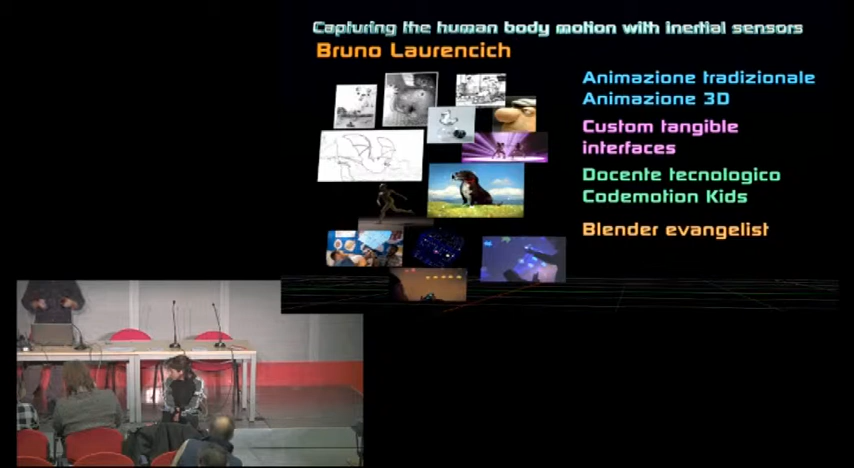 Capturing the human body motion with inertial sensors
Bruno Laurencich
Animazione tradizionale
Animazione 3D
Custom tangible
interfaces
Docente tecnologico
Codemotion Kids
Blender evangelist